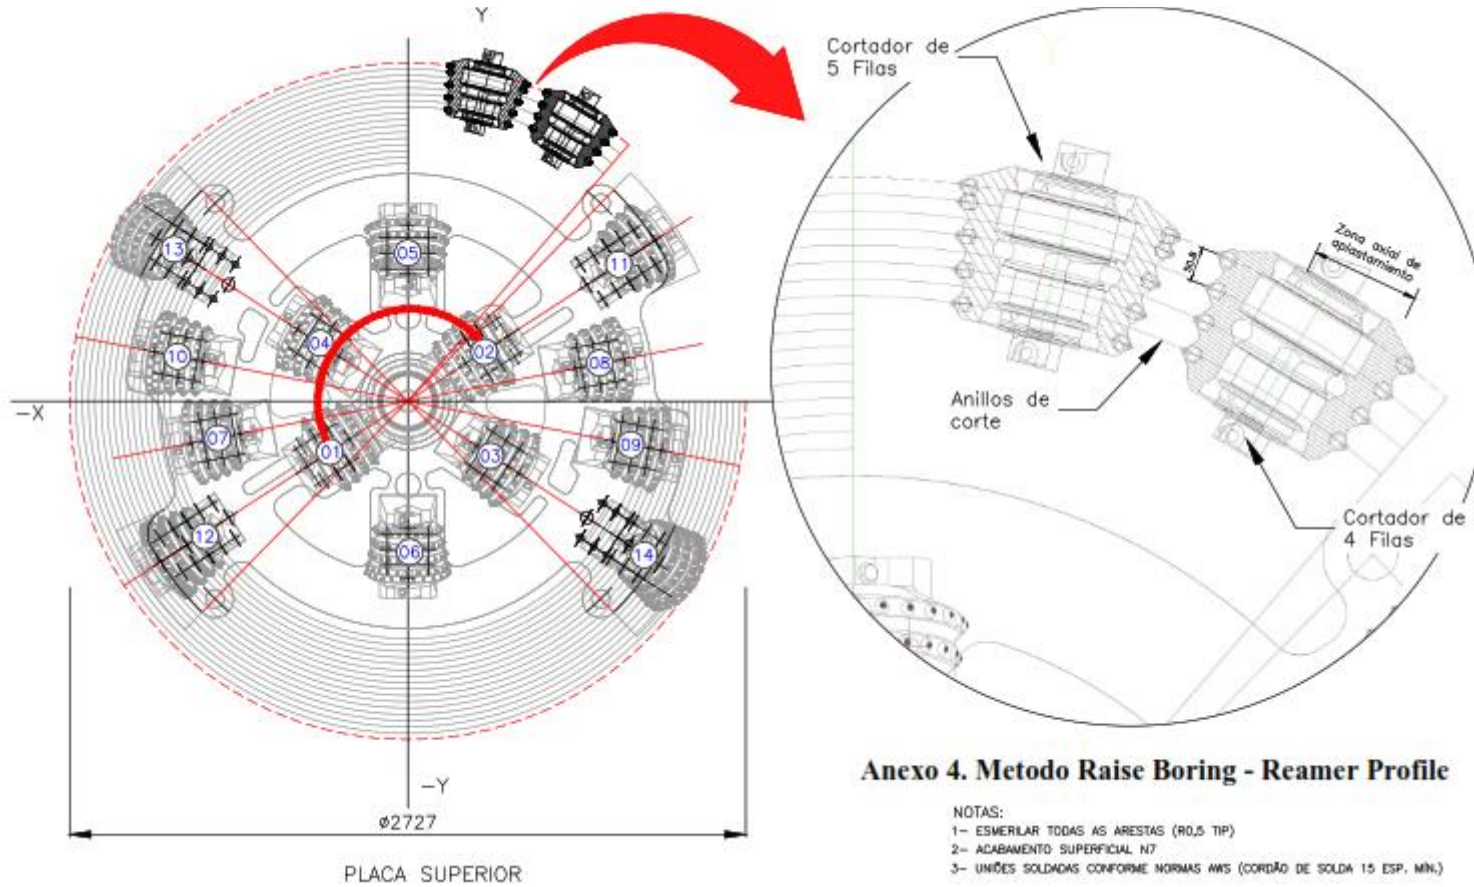 Y
Cortador de
5 Filas
Zona axial de
aplastamiento
30,8
13
05
11
04
02
10
08
-X
Anillos de
corte
07
01
03
09
12
06
14
Cortador de
4 Filas
-Y
ø2727
PLACA SUPERIOR
Anexo 4. Metodo Raise Boring - Reamer Profile
NOTAS:
1- ESMERILAR TODAS AS ARESTAS (R0,5 TIP)
2- ACABAMENTO SUPERFICIAL N7
3- UNIÕES SOLDADAS CONFORME NORMAS AWS (CORDÃO DE SOLDA 15 ESP. MÍN.)